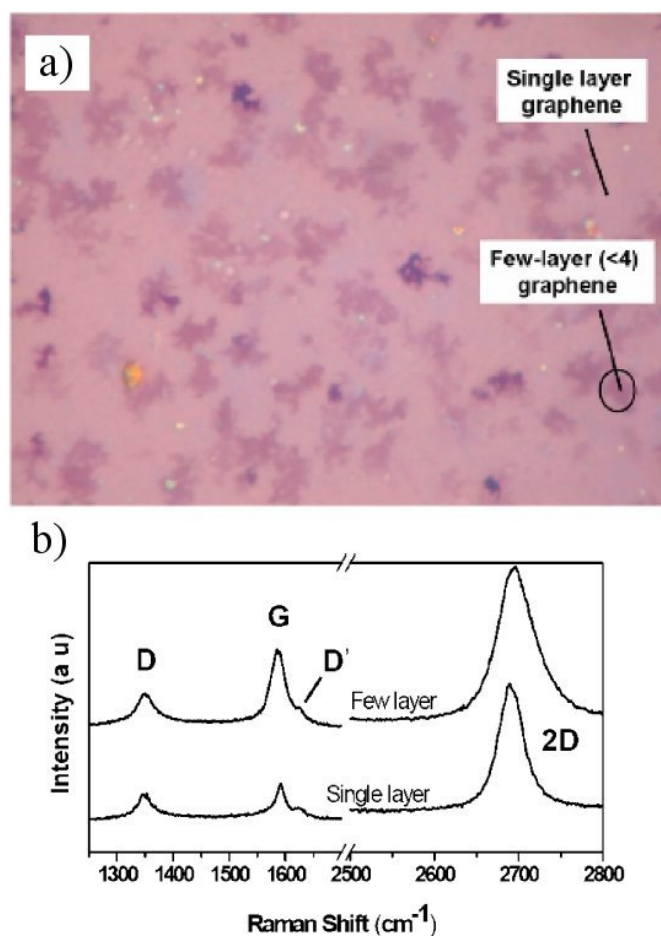 a)
Single layer
graphene
Few-layer (<4)
graphene
b)
Intensity (a u)
D
G
D'
Few layer
2D
Single layer
1300 1400 1500 1600 2500 2600 2700 2800
Raman Shift (cm⁻¹)